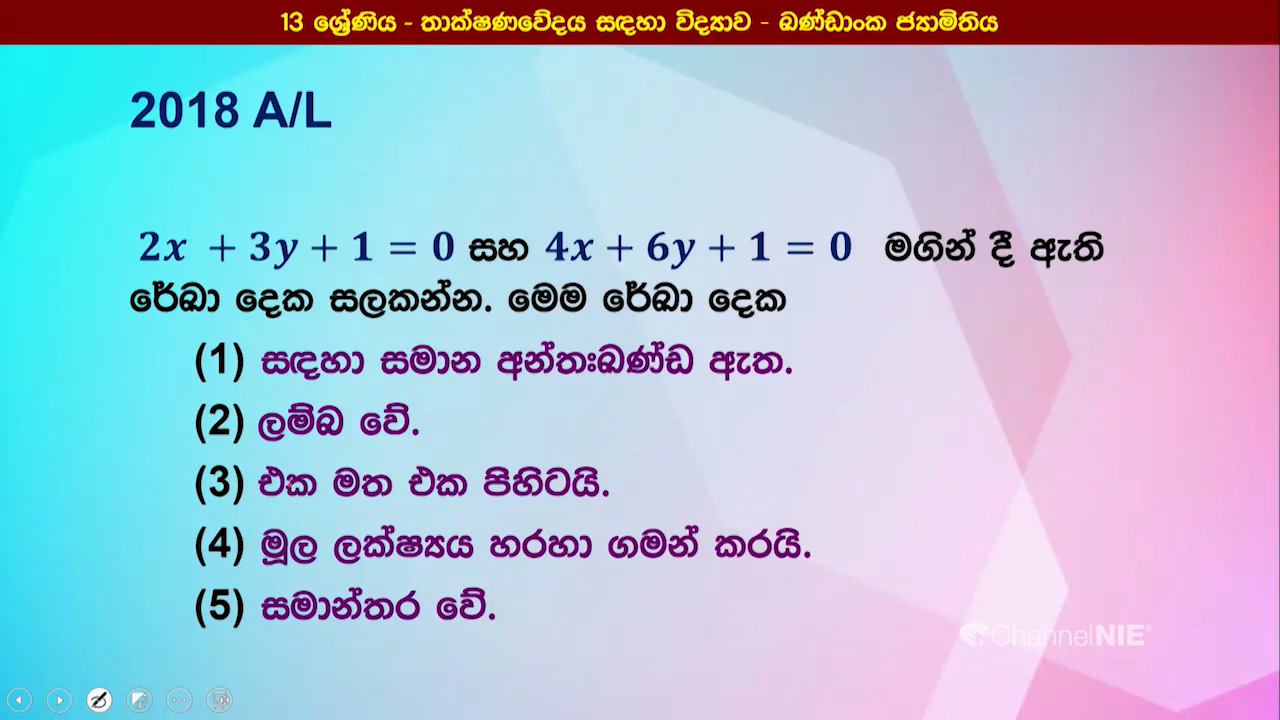 13 ශ්‍රේණිය - තාක්ෂණවේදය සඳහා විද්‍යාව - ඛණ්ඩාංක ජ්‍යාමිතිය
2018 A/L
2x + 3y + 1 = 0 සහ 4x + 6y + 1 = 0 මගින් දී ඇති
රේඛා දෙක සලකන්න. මෙම රේඛා දෙක
(1) සඳහා සමාන අන්තඃඛණ්ඩ ඇත.
(2) ලම්බ වේ.
(3) එක මත එක පිහිටයි.
(4) මූල ලක්ෂ්‍යය හරහා ගමන් කරයි.
(5) සමාන්තර වේ.
ChannelNIE